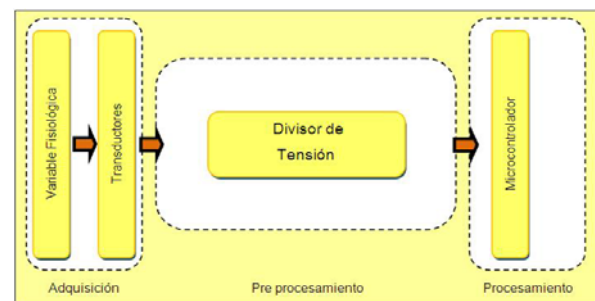 Variable Fisiológica
Transductores
Divisor de
Tensión
Microcontrolador
Adquisición
Pre procesamiento
Procesamiento